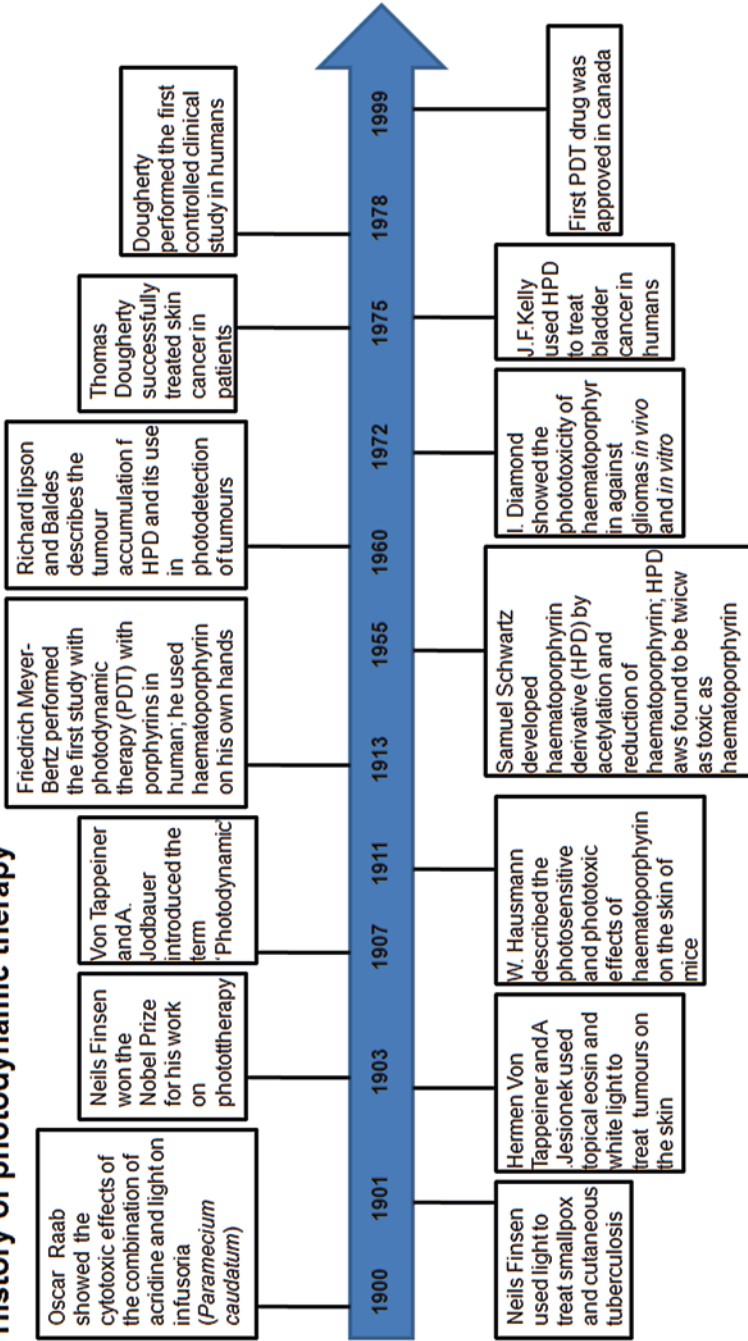 History of photodynamic therapy
Oscar Raab
showed the
cytotoxic effects of
the combination of
acridine and light on
infusoria
(Paramecium
caudatum)
Neils Finsen
won the
Nobel Prize
for his work
on
photottherapy
Von Tappeiner
and A.
Jodbauer
introduced the
term
‘Photodynamic’
Friedrich Meyer-
Bertz performed
the first study with
photodynamic
therapy (PDT) with
porphyrins in
human; he used
haematoporphyrin
on his own hands
Richard lipson
and Baldes
describes the
tumour
accumulation f
HPD and its use
in
photodetection
of tumours
Thomas
Dougherty
successfully
treated skin
cancer in
patients
Dougherty
performed the first
controlled clinical
study in humans
1900 1901 1903 1907 1911 1913 1955 1960 1972 1975 1978 1999
Neils Finsen
used light to
treat smallpox
and cutaneous
tuberculosis
Hermen Von
Tappeiner and A
.Jesionek used
topical eosin and
white light to
treat tumours on
the skin
W. Hausmann
described the
photosensitive
and phototoxic
effects of
haematoporphyrin
on the skin of
mice
Samuel Schwartz
developed
haematoporphyrin
derivative (HPD) by
acetylation and
reduction of
haematoporphyrin; HPD
aws found to be twicw
as toxic as
haematoporphyrin
I. Diamond
showed the
phototoxicity of
haematoporphyr
in against
gliomas in vivo
and in vitro
J.F.Kelly
used HPD
to treat
bladder
cancer in
humans
First PDT drug was
approved in canada